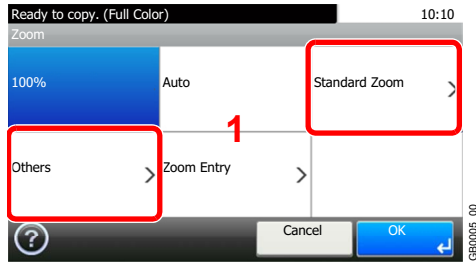 Ready to copy. (Full Color) 10:10
Zoom
100% Auto Standard Zoom
1
Others Zoom Entry
? Cancel OK
GB0005_00